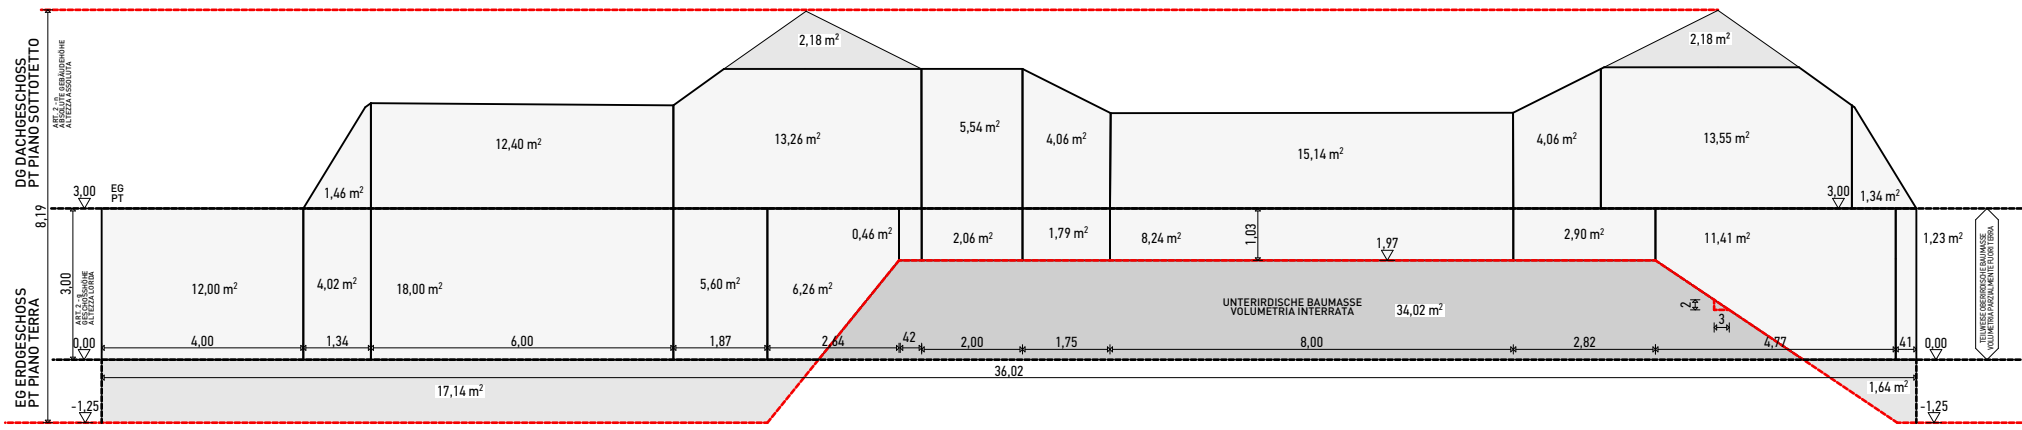 DG DACHGESCHOSS
PT PIANO SOTTOTETTO
ART. 2 - n
ABSOLUTE GEBÄUDEHÖHE
ALTEZZA ASSOLUTA
2,18 m²
2,18 m²
12,40 m²
13,26 m²
5,54 m²
4,06 m²
15,14 m²
4,06 m²
13,55 m²
1,46 m²
1,34 m²
3,00
EG
PT
3,00
8,19
EG ERDGESCHOSS
PT PIANO TERRA
3,00
ART. 2 - g
GESCHOSSHÖHE
ALTEZZA LORDA
12,00 m²
4,02 m²
18,00 m²
5,60 m²
6,26 m²
0,46 m²
2,06 m²
1,79 m²
8,24 m²
1,03
1,97
2,90 m²
11,41 m²
1,23 m²
TEILWEISE OBERIRDISCHE BAUMASSE
VOLUMETRIA PARZIALMENTE FUORI TERRA
UNTERIRDISCHE BAUMASSE
VOLUMETRIA INTERRATA
34,02 m²
2
3
0,00
4,00
1,34
6,00
1,87
2,64
42
2,00
1,75
8,00
2,82
4,77
41
0,00
36,02
17,14 m²
1,64 m²
-1,25
-1,25